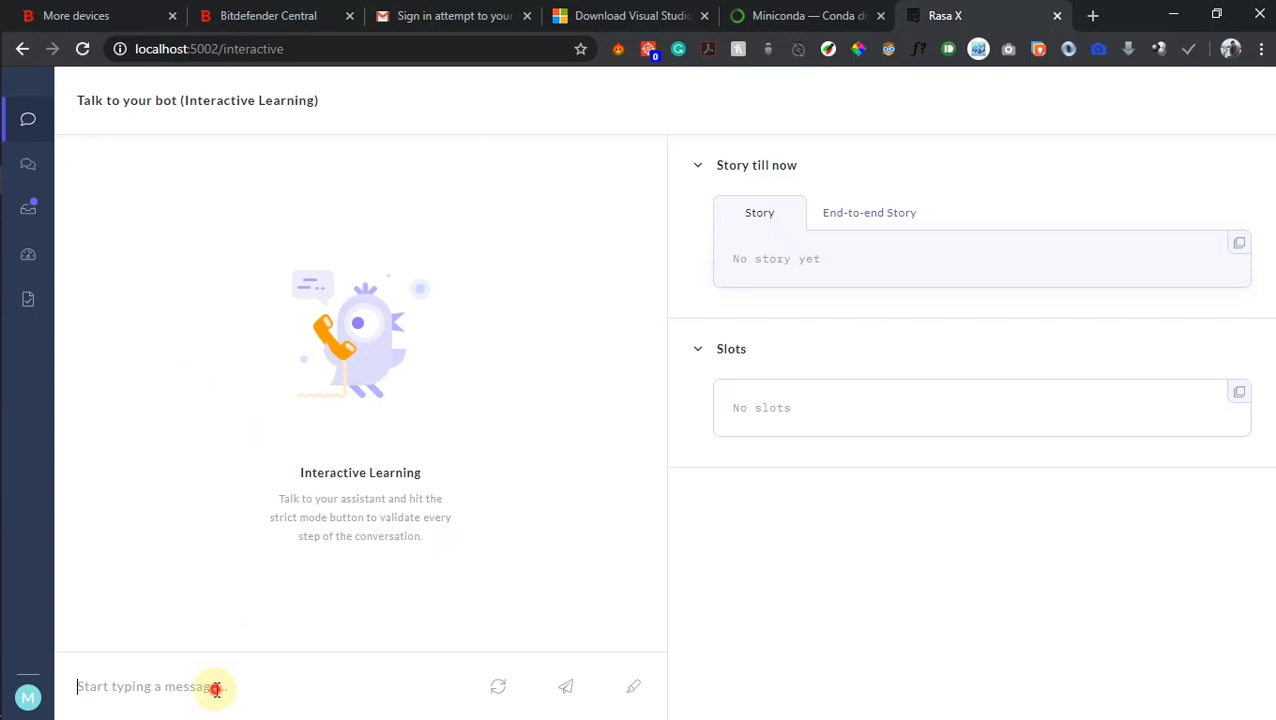 More devices
Bitdefender Central
Sign in attempt to your
Download Visual Studi
Miniconda — Conda d
Rasa X
localhost:5002/interactive
0
f?
Talk to your bot (Interactive Learning)
Story till now
Story
End-to-end Story
No story yet
Slots
No slots
Interactive Learning
Talk to your assistant and hit the
strict mode button to validate every
step of the conversation.
Start typing a message...
M